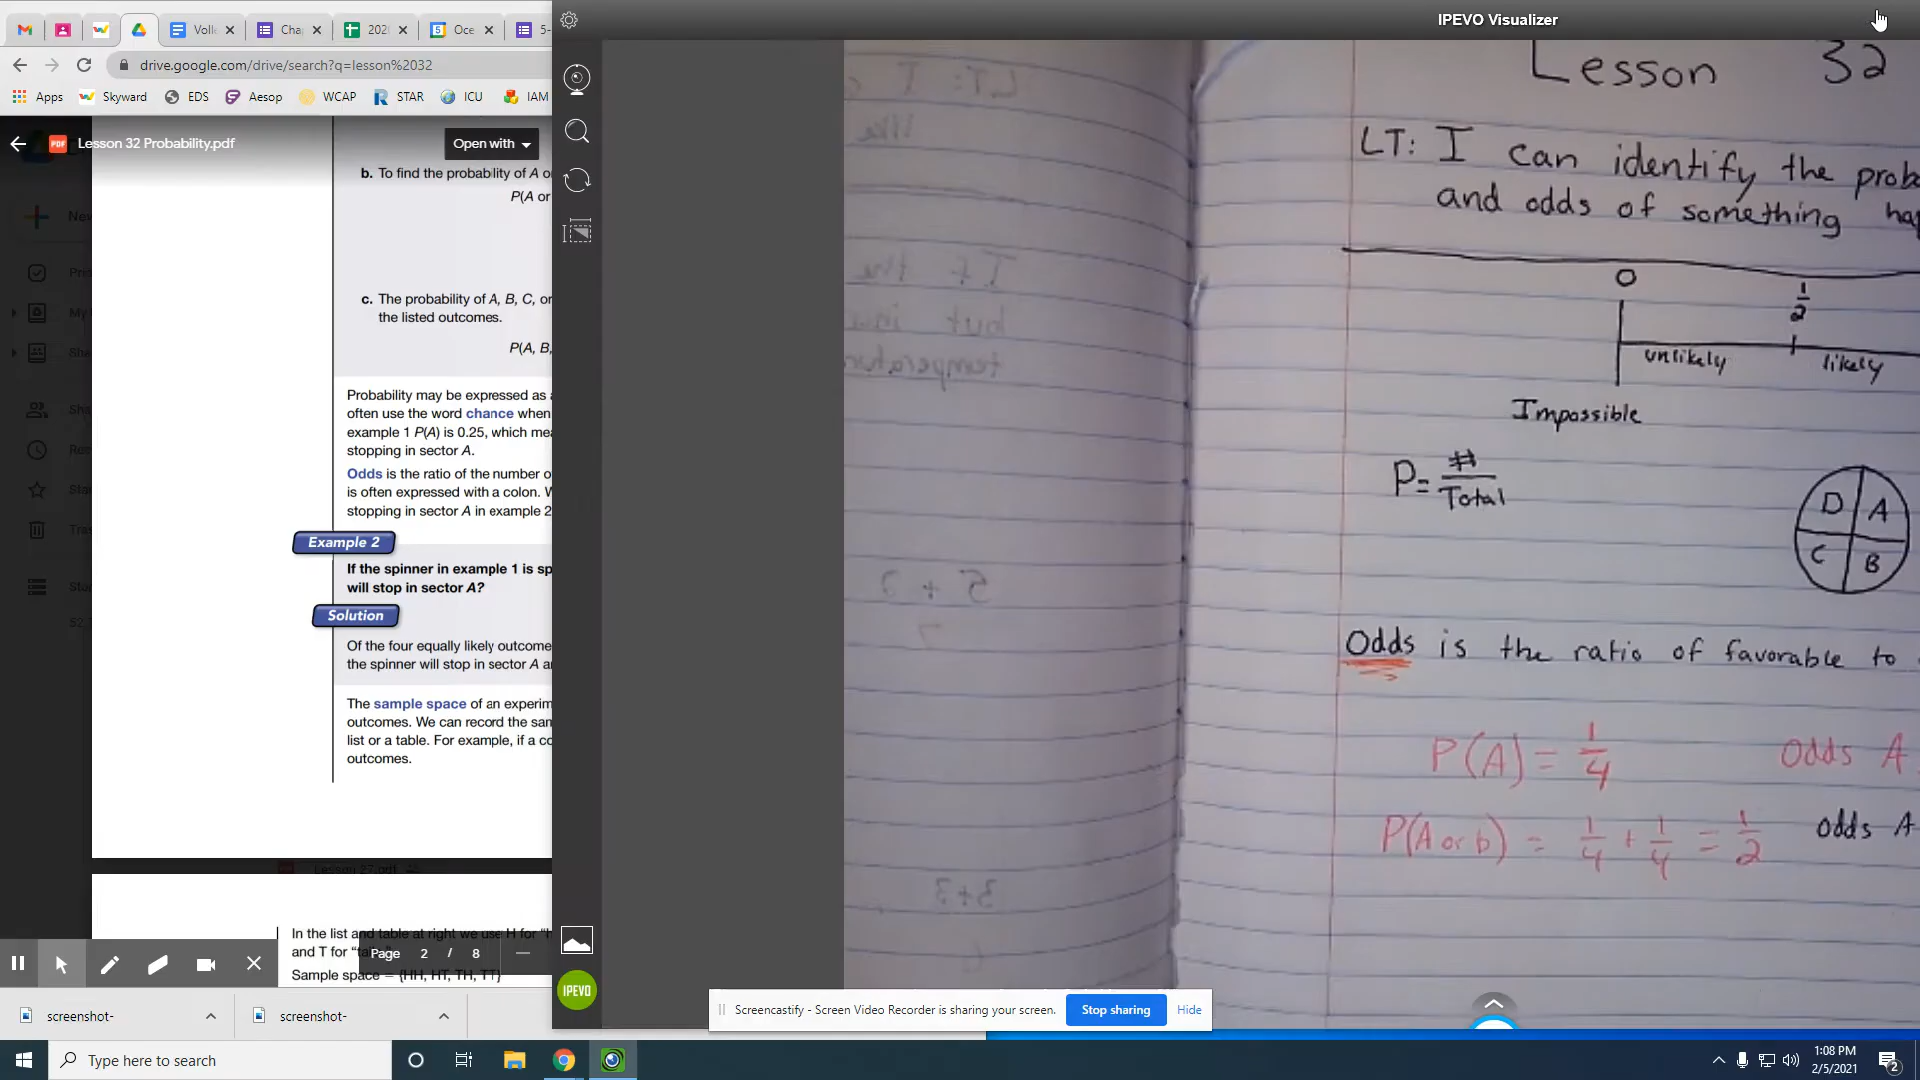 Voll
Cha
202
Oce
5-
IPEVO Visualizer
drive.google.com/drive/search?q=lesson%2032
Apps
Skyward
EDS
Aesop
WCAP
STAR
ICU
IAM
PDF
Lesson 32 Probability.pdf
Open with
b. To find the probability of A o
P(A or
c. The probability of A, B, C, or
the listed outcomes.
P(A, B,
Probability may be expressed as a
often use the word chance when
example 1 P(A) is 0.25, which mea
stopping in sector A.
Odds is the ratio of the number o
is often expressed with a colon. W
stopping in sector A in example 2
Example 2
If the spinner in example 1 is sp
will stop in sector A?
Solution
Of the four equally likely outcome
the spinner will stop in sector A a
The sample space of an experim
outcomes. We can record the sam
list or a table. For example, if a co
outcomes.
In the list and table at right we use H for "h
and T for "ta
Sample space = {HH, HT, TH, TT}
Page 2 / 8
Lesson 32
LT: I can identify the proba
and odds of something hap
0
1/2
unlikely
likely
Impossible
P= #/Total
D A
C B
Odds is the ratio of favorable to
P(A) = 1/4
Odds A
P(A or b) = 1/4 + 1/4 = 1/2
odds A
IPEVO
Screencastify - Screen Video Recorder is sharing your screen.
Stop sharing
Hide
screenshot-
screenshot-
Type here to search
1:08 PM
2/5/2021
2